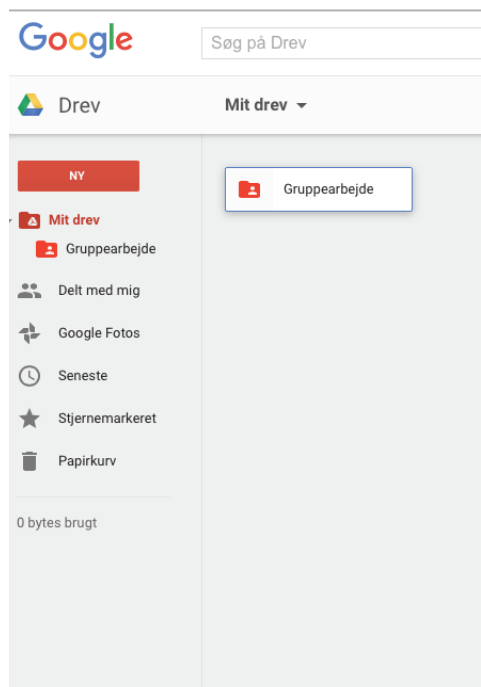 Google
Søg på Drev
Drev
Mit drev
NY
Mit drev
Gruppearbejde
Delt med mig
Google Fotos
Seneste
Stjernemarkeret
Papirkurv
0 bytes brugt
Gruppearbejde